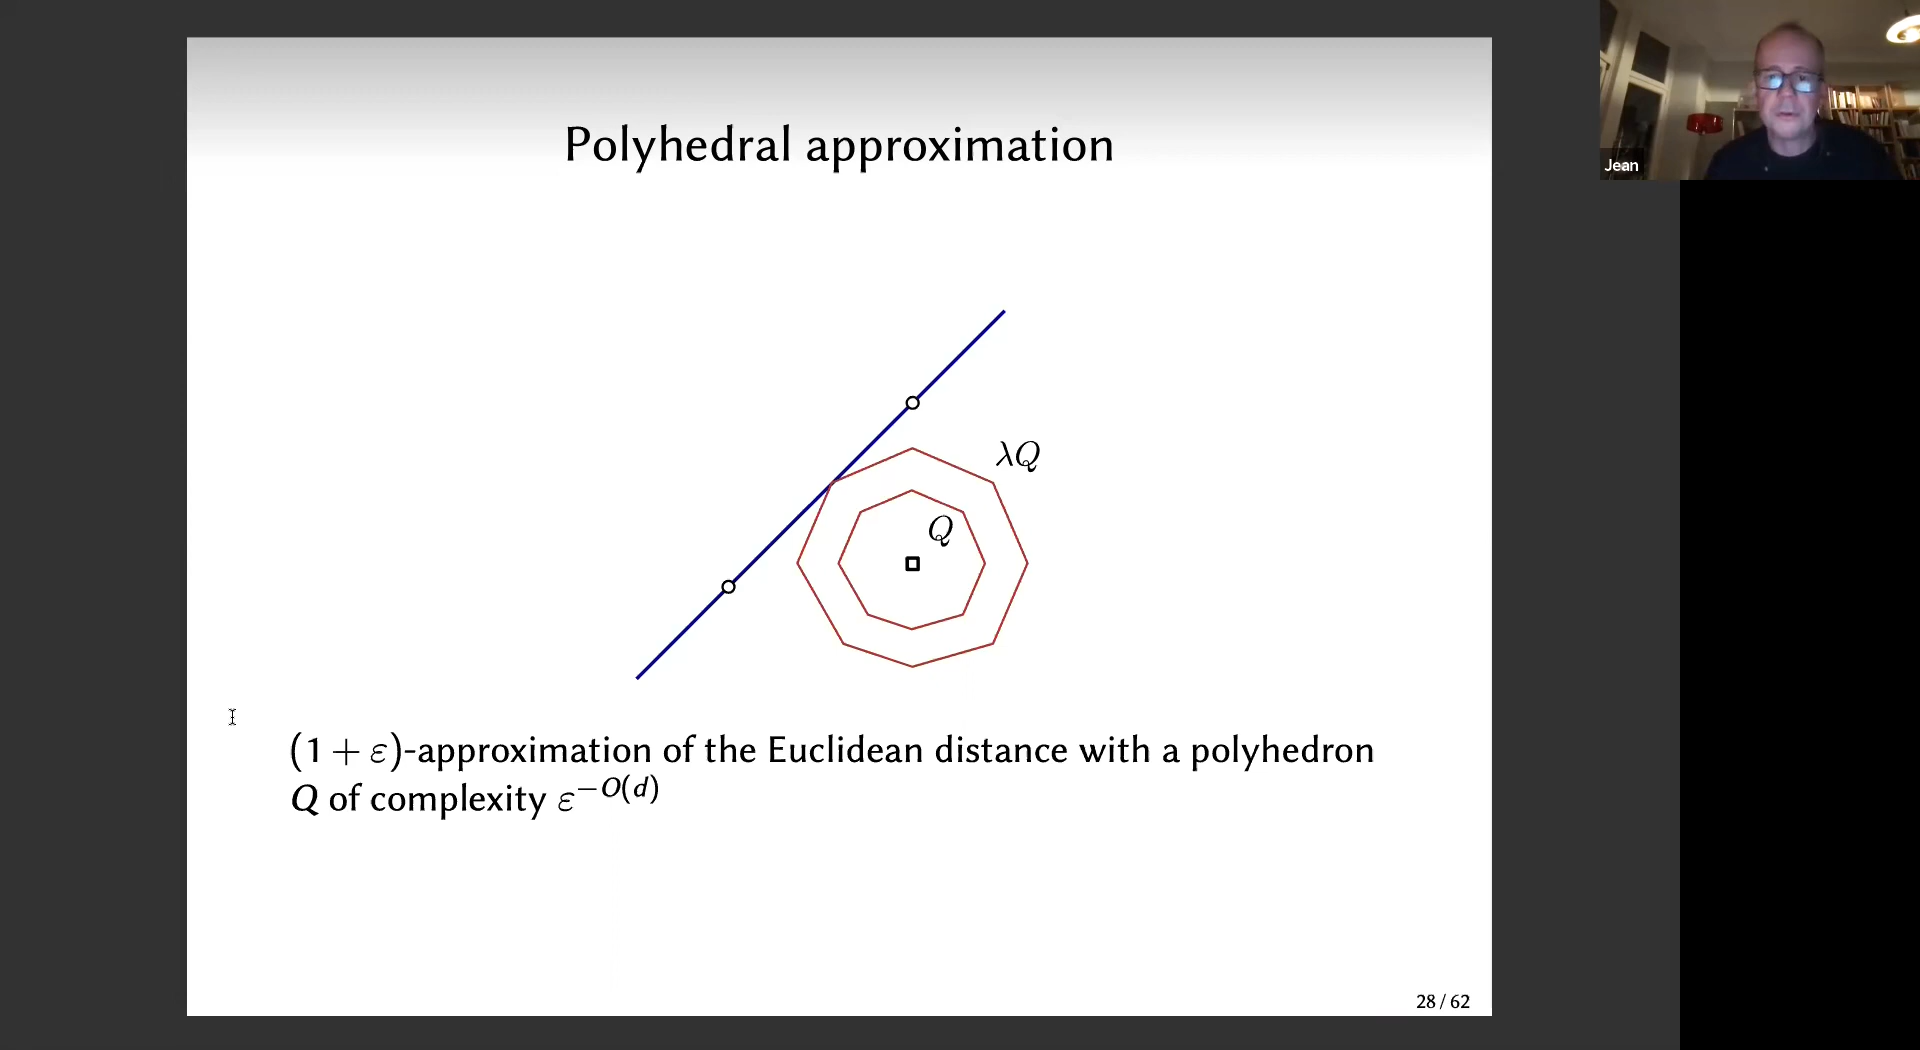 Polyhedral approximation
Jean
λQ
Q
(1 + ε)-approximation of the Euclidean distance with a polyhedron
Q of complexity ε^{−O(d)}
28 / 62